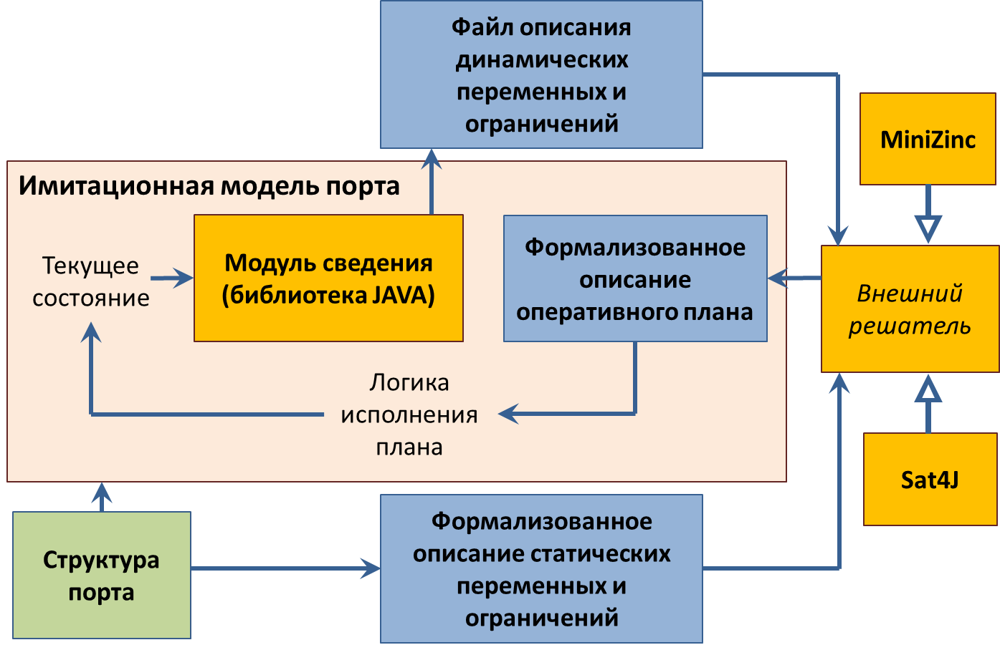 Файл описания
динамических
переменных и
ограничений
MiniZinc
Имитационная модель порта
Текущее
состояние
Модуль сведения
(библиотека JAVA)
Формализованное
описание
оперативного плана
Внешний
решатель
Логика
исполнения
плана
Sat4J
Структура
порта
Формализованное
описание статических
переменных и
ограничений